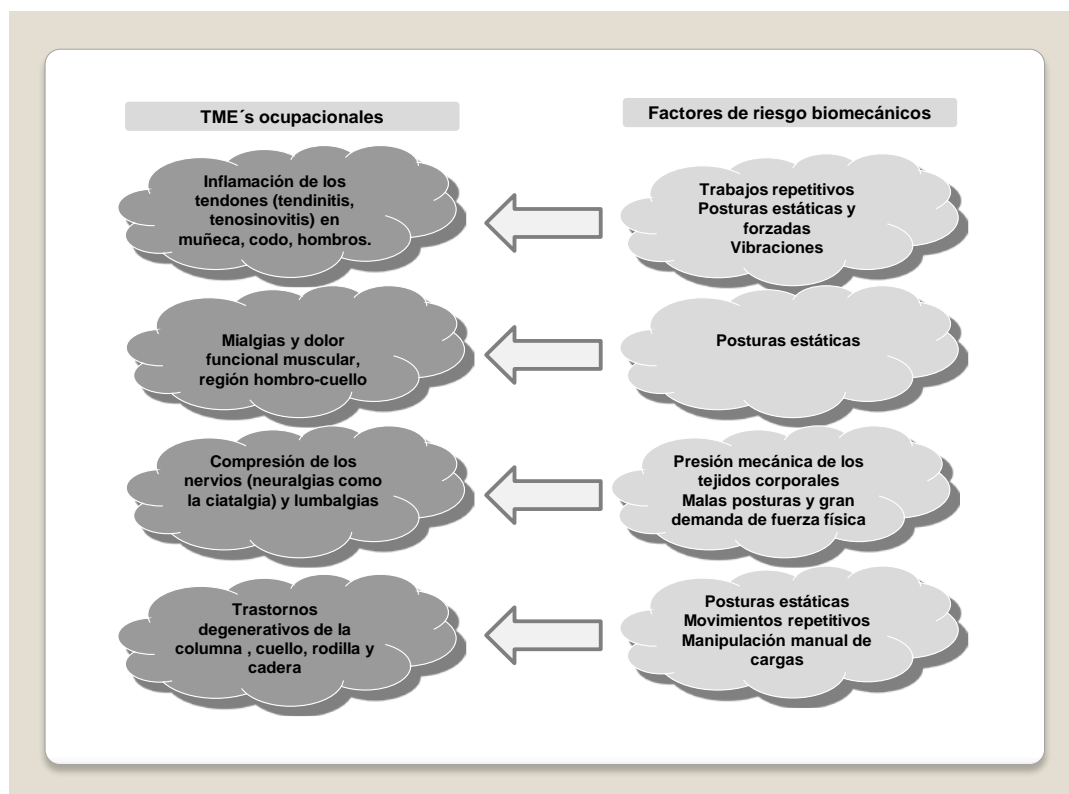 TME´s ocupacionales
Factores de riesgo biomecánicos
Inflamación de los
tendones (tendinitis,
tenosinovitis) en
muñeca, codo, hombros.
Trabajos repetitivos
Posturas estáticas y
forzadas
Vibraciones
Mialgias y dolor
funcional muscular,
región hombro-cuello
Posturas estáticas
Compresión de los
nervios (neuralgias como
la ciatalgia) y lumbalgias
Presión mecánica de los
tejidos corporales
Malas posturas y gran
demanda de fuerza física
Trastornos
degenerativos de la
columna , cuello, rodilla y
cadera
Posturas estáticas
Movimientos repetitivos
Manipulación manual de
cargas